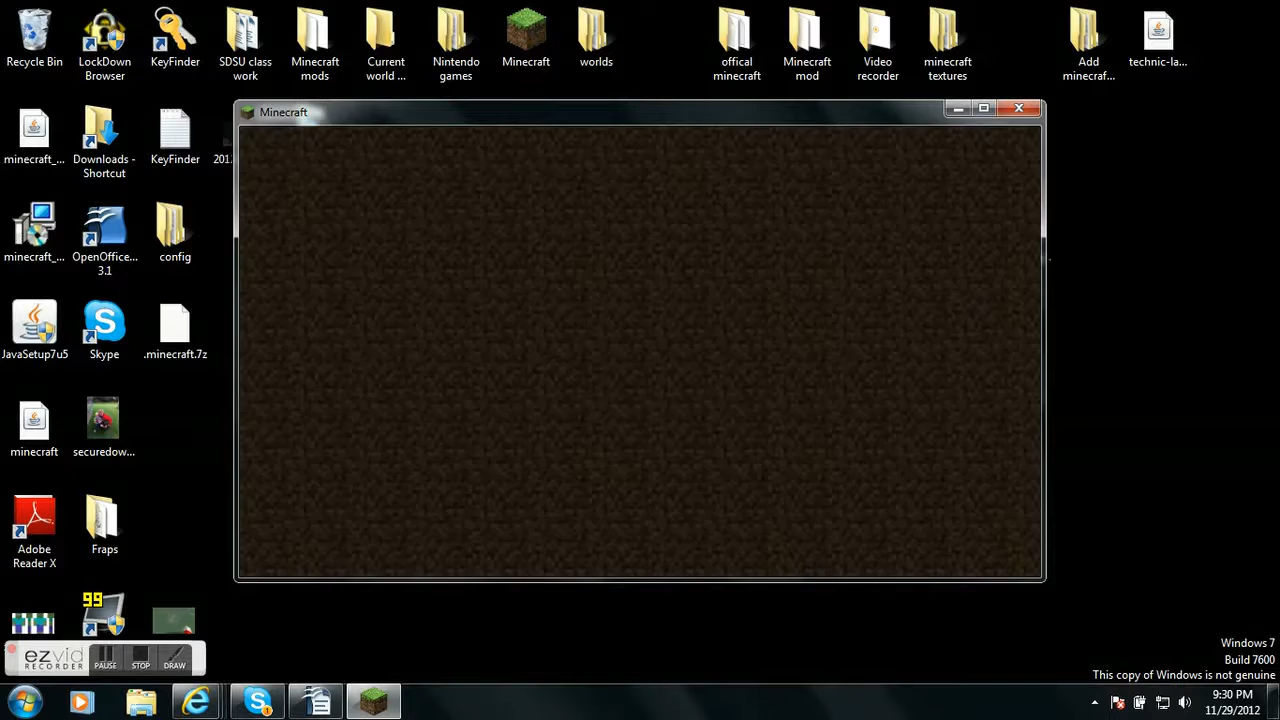 Recycle Bin
LockDown
Browser
KeyFinder
SDSU class
work
Minecraft
mods
Current
world ...
Nintendo
games
Minecraft
worlds
offical
minecraft
Minecraft
mod
Video
recorder
minecraft
textures
Add
minecraf...
technic-la...
Minecraft
minecraft_...
Downloads -
Shortcut
KeyFinder
201
minecraft_...
OpenOffice...
3.1
config
JavaSetup7u5
Skype
.minecraft.7z
minecraft
securedow...
Adobe
Reader X
Fraps
99
ezvid
RECORDER
PAUSE
STOP
DRAW
Windows 7
Build 7600
This copy of Windows is not genuine
9:30 PM
11/29/2012